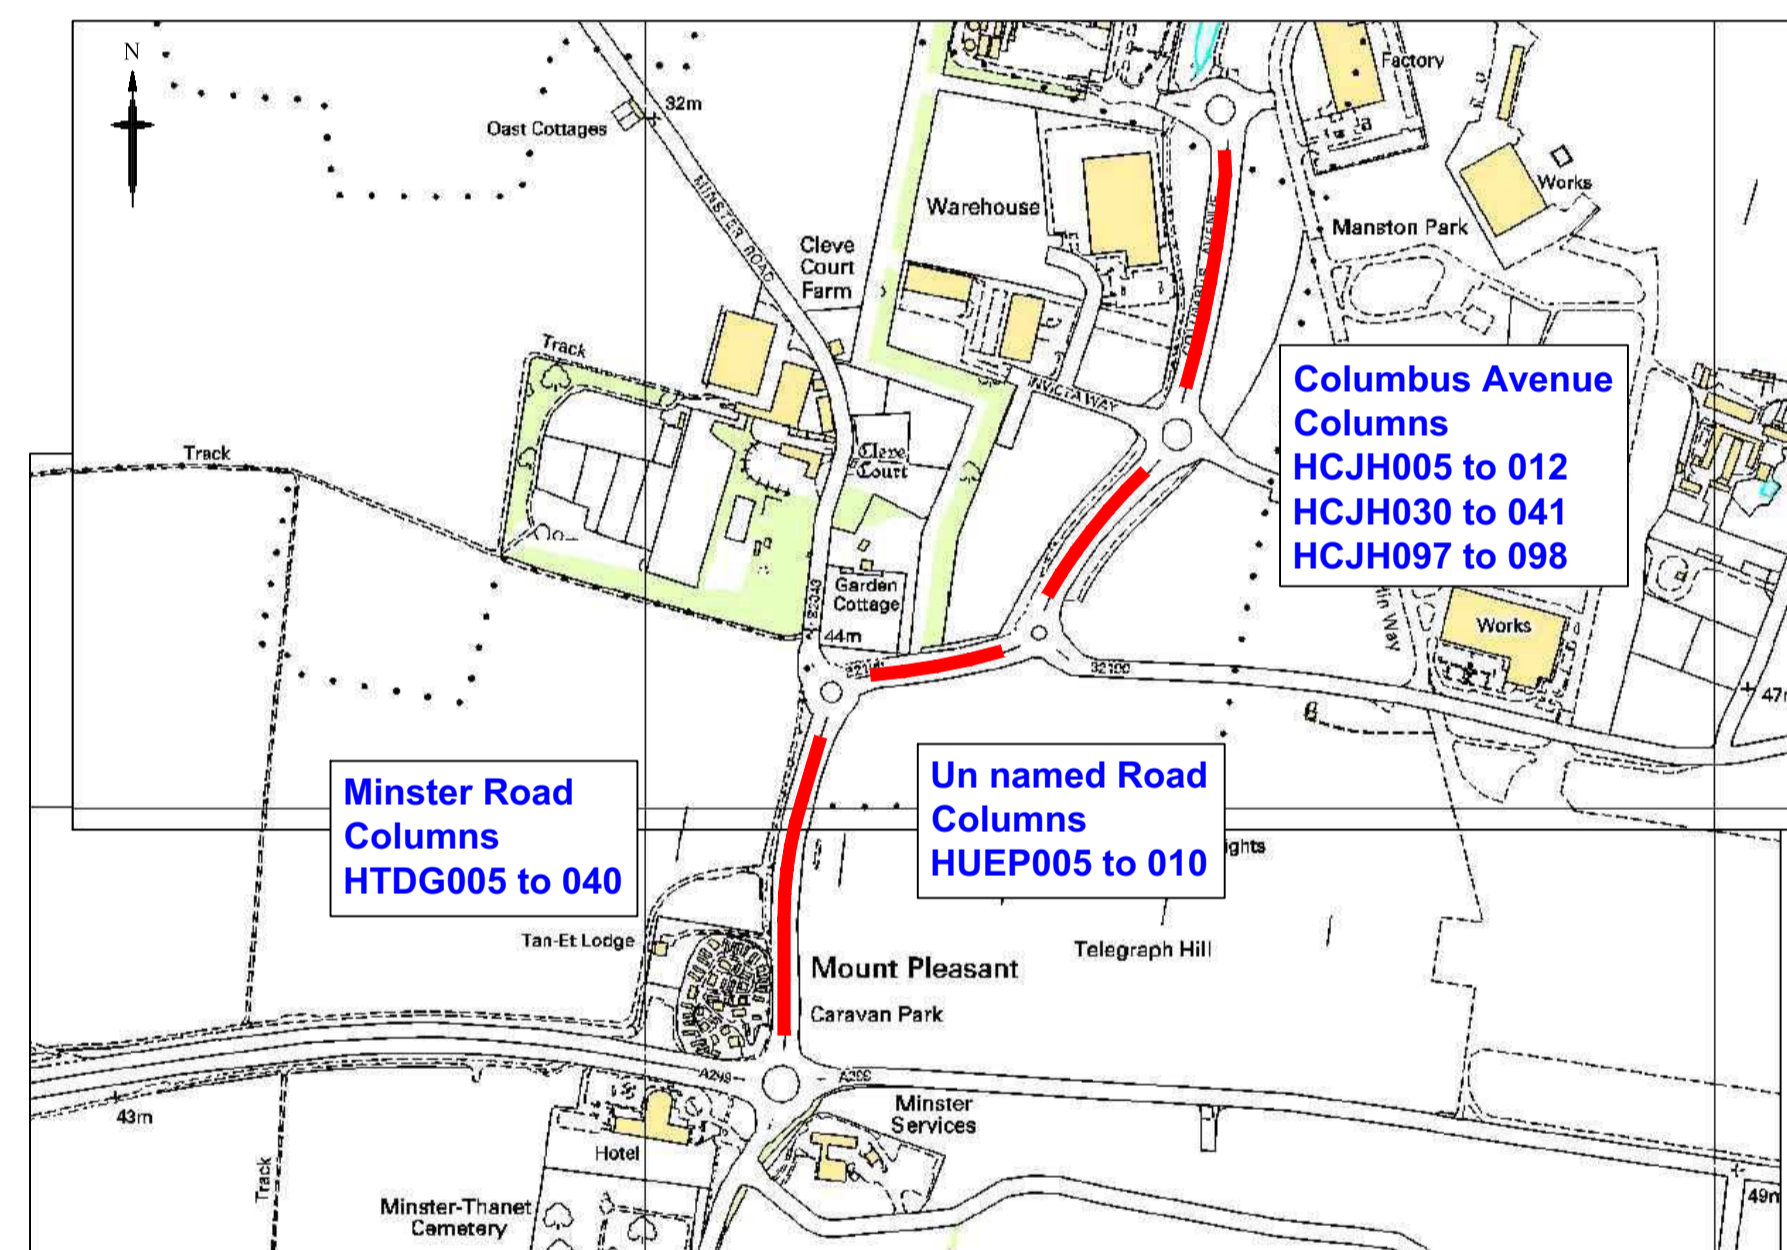 N
32m
Oast Cottages
Factory
MINSTER ROAD
Warehouse
Works
Manston Park
COLUMBUS AVENUE
Cleve
Court
Farm
Track
INVICTA WAY
Columbus Avenue
Columns
HCJH005 to 012
HCJH030 to 041
HCJH097 to 098
Track
Cleve
Court
Garden
Cottage
44m
Works
Way
47m
Minster Road
Columns
HTDG005 to 040
Un named Road
Columns
HUEP005 to 010
ights
Tan-Et Lodge
Mount Pleasant
Telegraph Hill
Caravan Park
A299
43m
Minster
Services
Hotel
Track
Minster-Thanet
Cemetery
49m